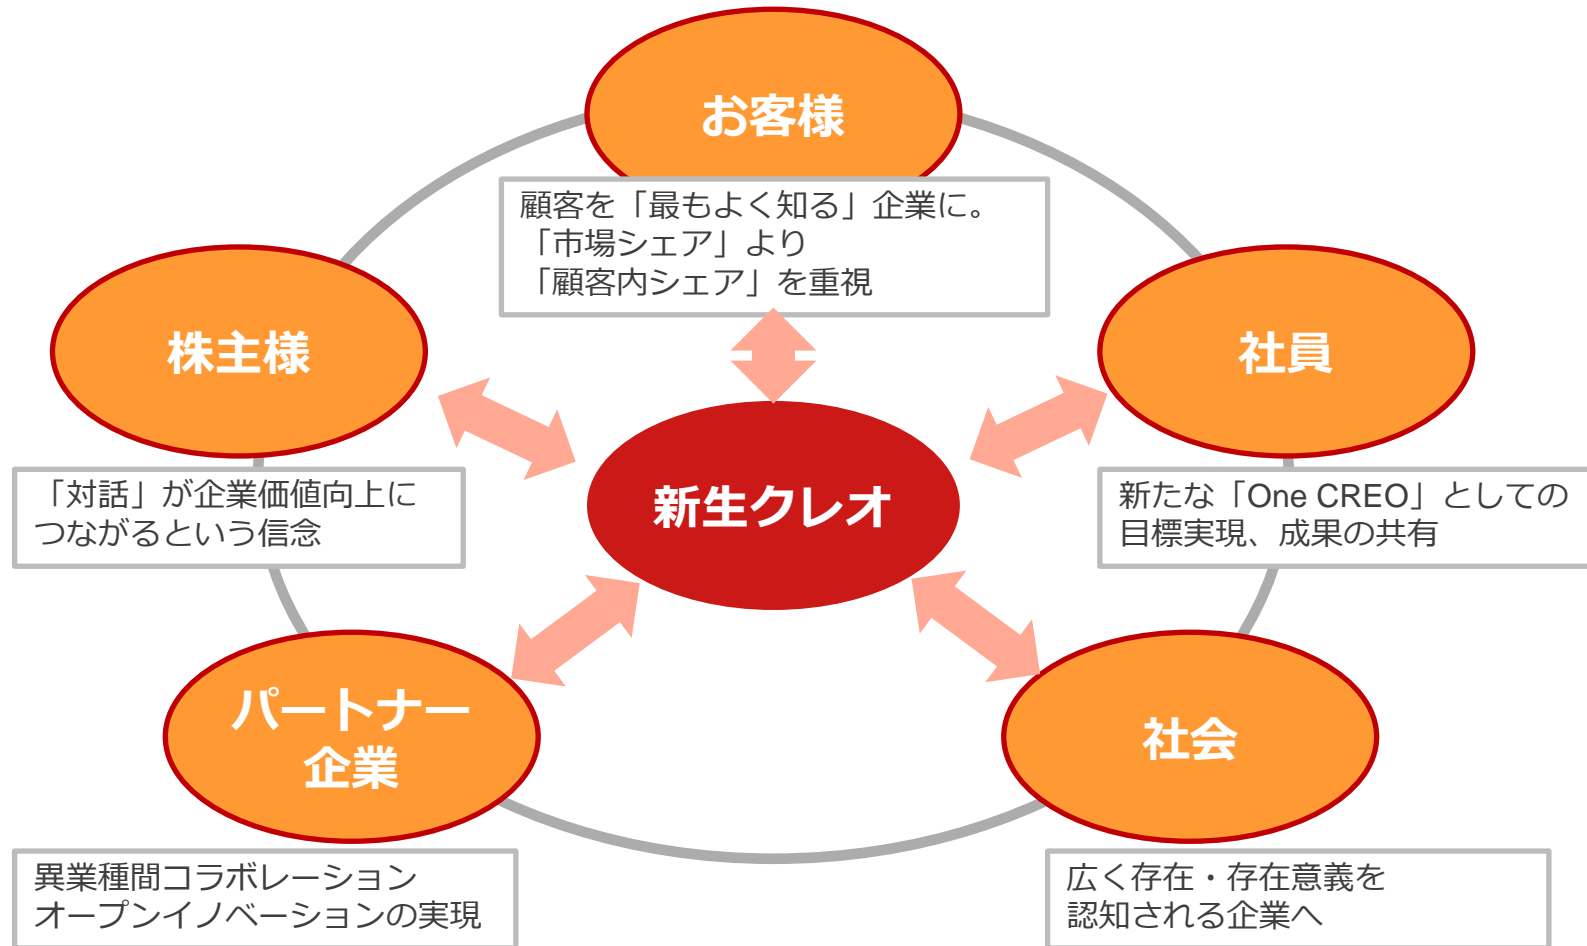 お客様
顧客を「最もよく知る」企業に。
「市場シェア」より
「顧客内シェア」を重視
株主様
「対話」が企業価値向上に
つながるという信念
社員
新たな「One CREO」としての
目標実現、成果の共有
新生クレオ
パートナー
企業
異業種間コラボレーション
オープンイノベーションの実現
社会
広く存在・存在意義を
認知される企業へ